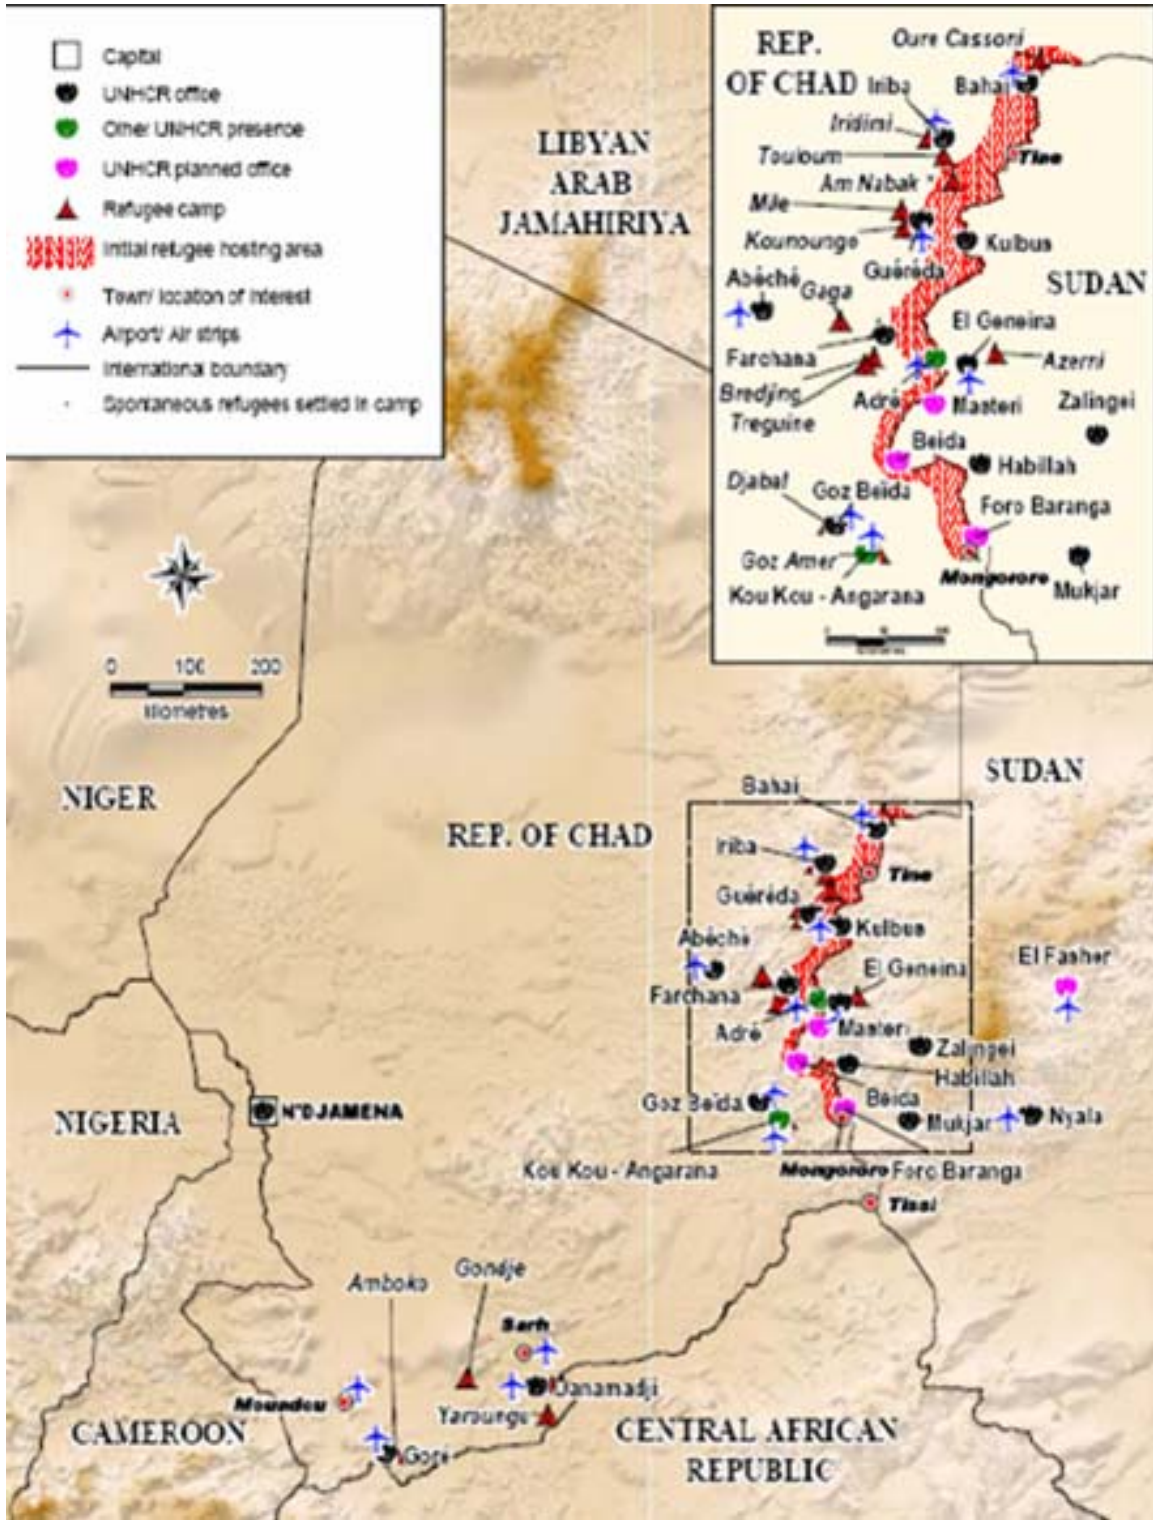 Capital
UNHCR office
Other UNHCR presence
UNHCR planned office
Refugee camp
Initial refugee hosting area
Town/ location of interest
Airport/ Air strips
International boundary
Spontaneous refugees settled in camp
REP.
OF CHAD
Oure Cassoni
Bahai
Iriba
Iridimi
Touloum
Tine
Am Nabak *
Mile
Kounoungo
Kulbus
Guéréda
SUDAN
Abéché
Gaga
El Geneina
Farchana
Azerni
Bredjing
Adré
Masteri
Zalingei
Treguine
Beida
Habillah
Djabal
Goz Beïda
Foro Baranga
Goz Amer
Mongororo
Kou Kou - Angarana
Mukjar
Kilometres
LIBYAN
ARAB
JAMAHIRIYA
0 100 200
kilometres
NIGER
SUDAN
REP. OF CHAD
Bahai
Iriba
Tine
Guéréda
Kulbus
Abéché
El Geneina
El Fasher
Farchana
Adré
Masteri
Zalingei
Habillah
Goz Beïda
Beida
Mukjar
Nyala
NIGERIA
N'DJAMENA
Kou Kou - Angarana
Mongororo
Foro Baranga
Tissi
Amboko
Gondje
Sarh
Danamadji
Moundou
Yaroungu
Goré
CAMEROON
CENTRAL AFRICAN
REPUBLIC